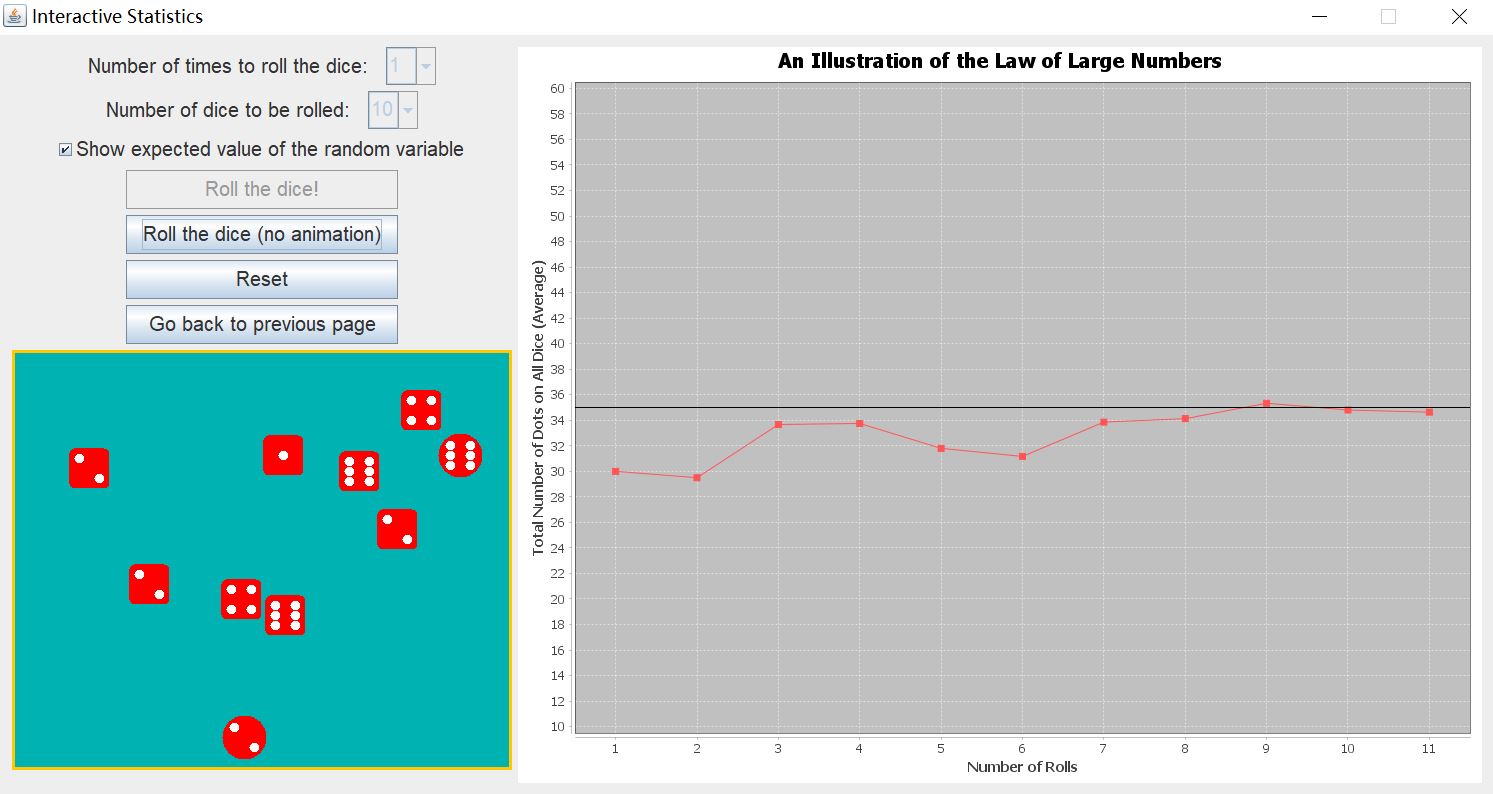 Interactive Statistics
Number of times to roll the dice: 1
Number of dice to be rolled: 10
Show expected value of the random variable
Roll the dice!
Roll the dice (no animation)
Reset
Go back to previous page
An Illustration of the Law of Large Numbers
Total Number of Dots on All Dice (Average)
60
58
56
54
52
50
48
46
44
42
40
38
36
34
32
30
28
26
24
22
20
18
16
14
12
10
1 2 3 4 5 6 7 8 9 10 11
Number of Rolls